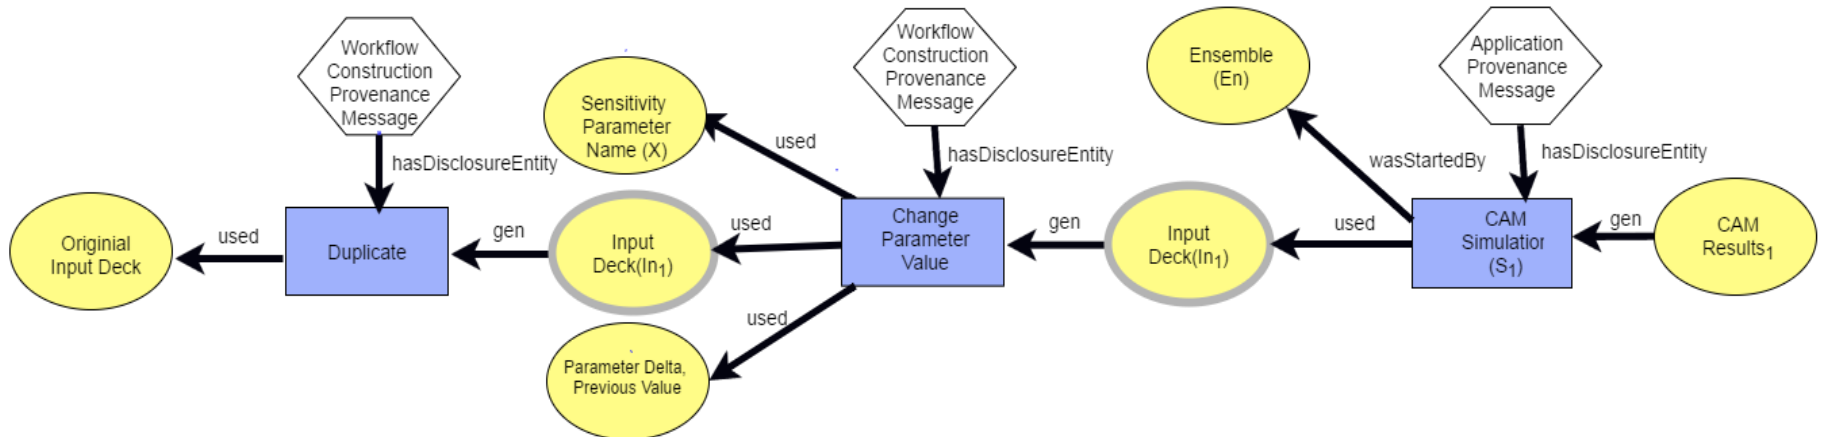 Workflow
Construction
Provenance
Message
hasDisclosureEntity
Originial
Input Deck
used
Duplicate
gen
Sensitivity
Parameter
Name (X)
used
Input
Deck(In1)
used
Parameter Delta,
Previous Value
used
Workflow
Construction
Provenance
Message
hasDisclosureEntity
Change
Parameter
Value
gen
Input
Deck(In1)
used
Ensemble
(En)
wasStartedBy
Application
Provenance
Message
hasDisclosureEntity
CAM
Simulation
(S1)
gen
CAM
Results1